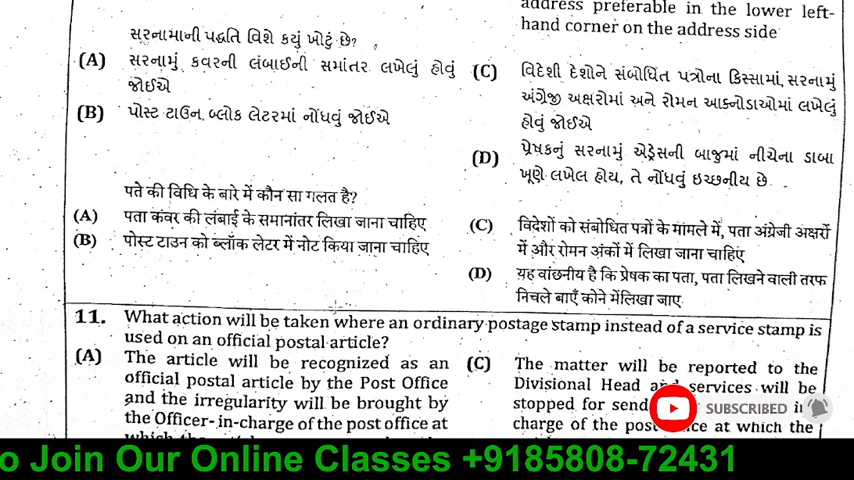 address preferable in the lower left-
hand corner on the address side
સરનામાની પદ્ધતિ વિશે કયું ખોટું છે?
(A) સરનામું કવરની લંબાઈની સમાંતર લખેલું હોવું
જોઈએ
(B) પોસ્ટ ટાઉન બ્લોક લેટરમાં નોંધવું જોઈએ
(C) વિદેશી દેશોને સંબોધિત પત્રોના કિસ્સામાં, સરનામું
અંગ્રેજી અક્ષરોમાં અને રોમન આક્નોડાઓમાં લખેલું
હોવું જોઈએ
(D) પ્રેષકનું સરનામું એડ્રેસની બાજુમાં નીચેના ડાબા
ખૂણે લખેલ હોય, તે નોંધવું ઇચ્છનીય છે
पते की विधि के बारे में कौन सा गलत है?
(A) पता कवर की लंबाई के समानांतर लिखा जाना चाहिए
(B) पोस्ट टाउन को ब्लॉक लेटर में नोट किया जाना चाहिए
(C) विदेशों को संबोधित पत्रों के मामले में, पता अंग्रेजी अक्षरों
में और रोमन अंकों में लिखा जाना चाहिए
(D) यह वांछनीय है कि प्रेषक का पता, पता लिखने वाली तरफ
निचले बाएँ कोने मेंलिखा जाए
11. What action will be taken where an ordinary postage stamp instead of a service stamp is
used on an official postal article?
(A) The article will be recognized as an
official postal article by the Post Office
and the irregularity will be brought by
the Officer-in-charge of the post office at
which the
(C) The matter will be reported to the
Divisional Head and services will be
stopped for send
charge of the post office at which the
SUBSCRIBED
o Join Our Online Classes +9185808-72431